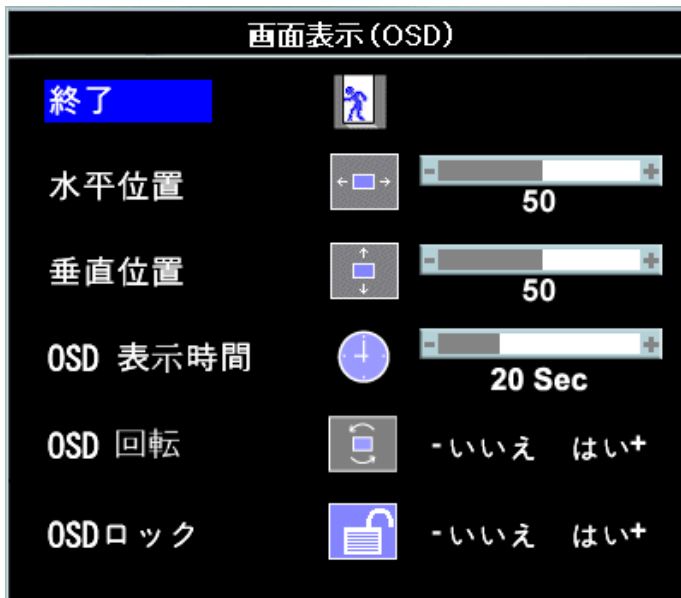 画面表示(OSD)
終了
水平位置 - +
50
垂直位置 - +
50
OSD 表示時間 - +
20 Sec
OSD 回転 -いいえ はい+
OSDロック -いいえ はい+